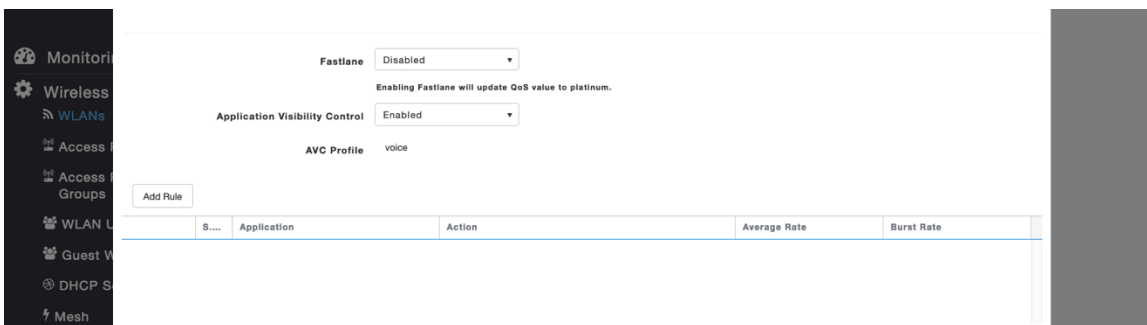 Monitori
Wireless
WLANs
Access
Access
Groups
WLAN U
Guest W
DHCP S
Mesh
Fastlane Disabled
Enabling Fastlane will update QoS value to platinum.
Application Visibility Control Enabled
AVC Profile voice
Add Rule
S.... Application Action Average Rate Burst Rate